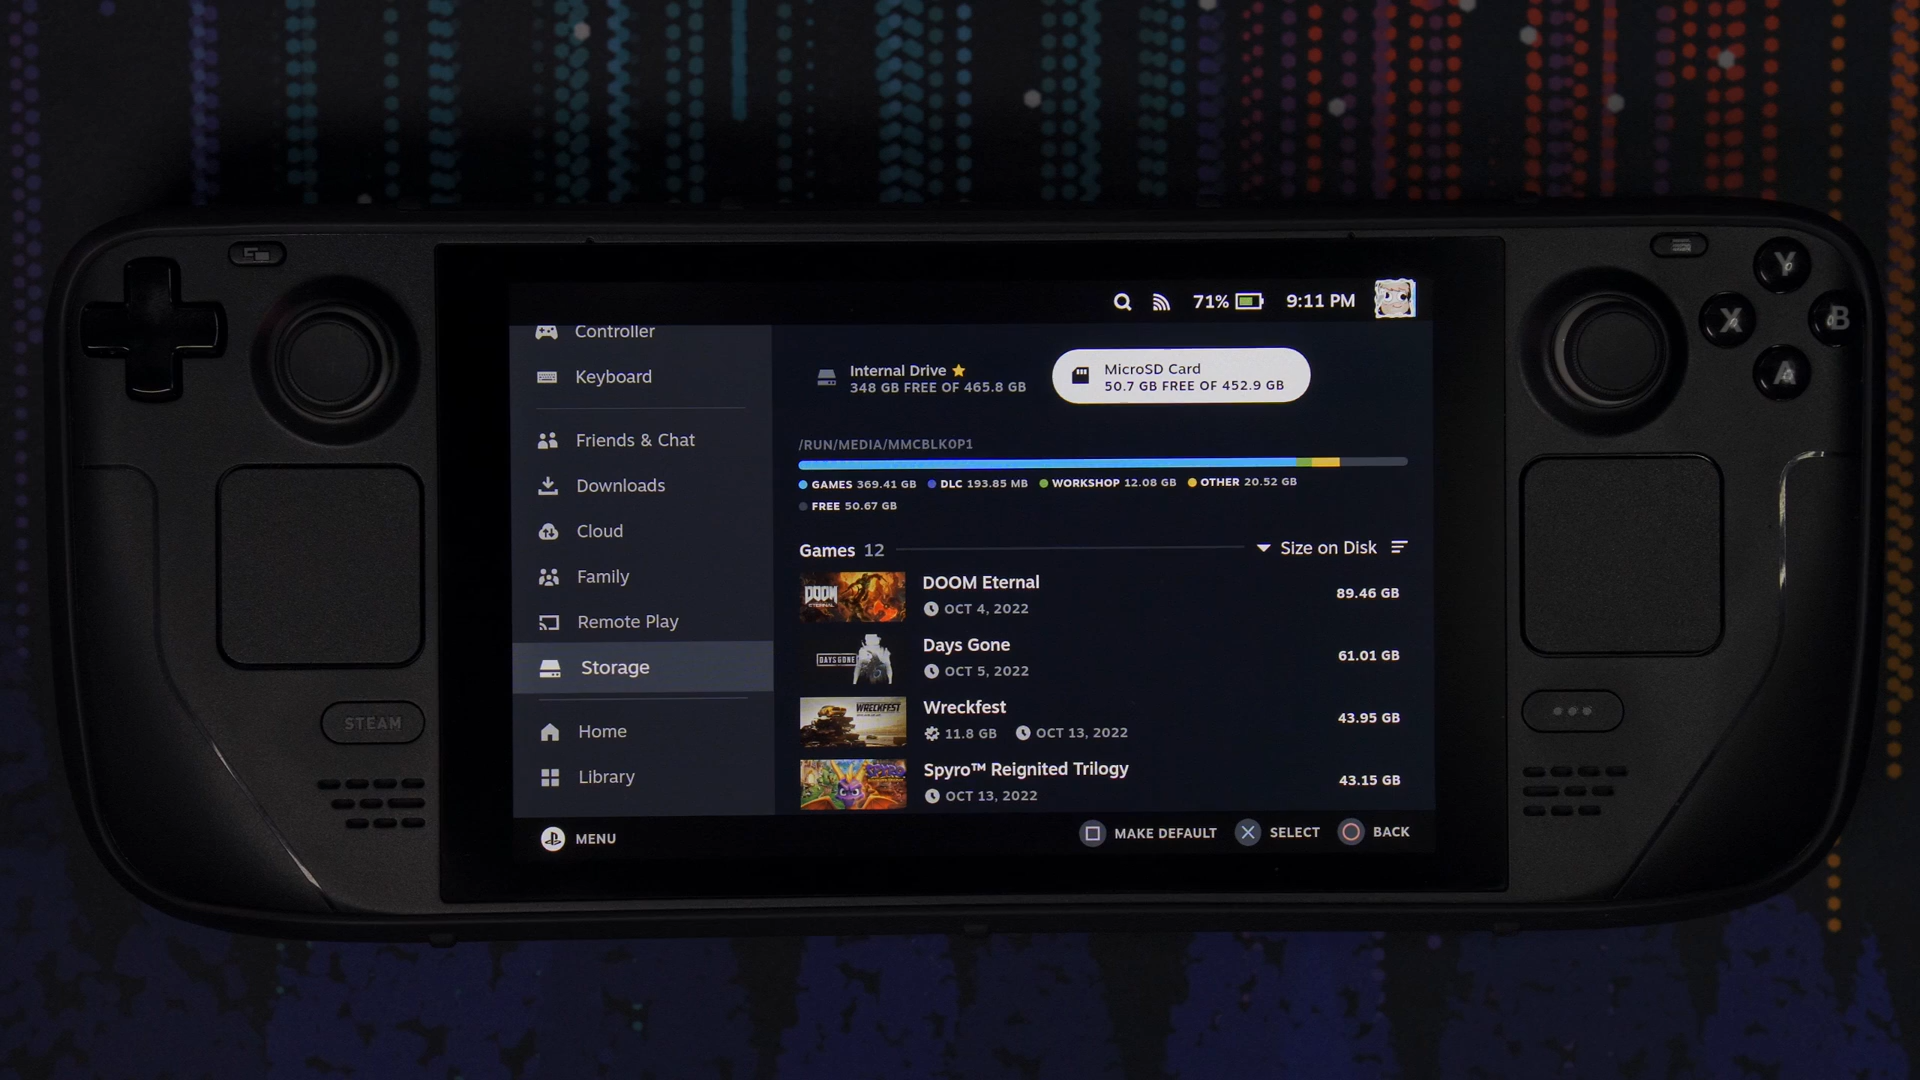 71% 9:11 PM
Controller
Keyboard
Friends & Chat
Downloads
Cloud
Family
Remote Play
Storage
Home
Library
Internal Drive
348 GB FREE OF 465.8 GB
MicroSD Card
50.7 GB FREE OF 452.9 GB
/RUN/MEDIA/MMCBLK0P1
GAMES 369.41 GB DLC 193.85 MB WORKSHOP 12.08 GB OTHER 20.52 GB
FREE 50.67 GB
Games 12 Size on Disk
DOOM ETERNAL
DOOM Eternal
OCT 4, 2022
89.46 GB
DAYS GONE
Days Gone
OCT 5, 2022
61.01 GB
WRECKFEST
Wreckfest
11.8 GB OCT 13, 2022
43.95 GB
Spyro™ Reignited Trilogy
OCT 13, 2022
43.15 GB
MENU MAKE DEFAULT SELECT BACK
STEAM
Y
X
B
A